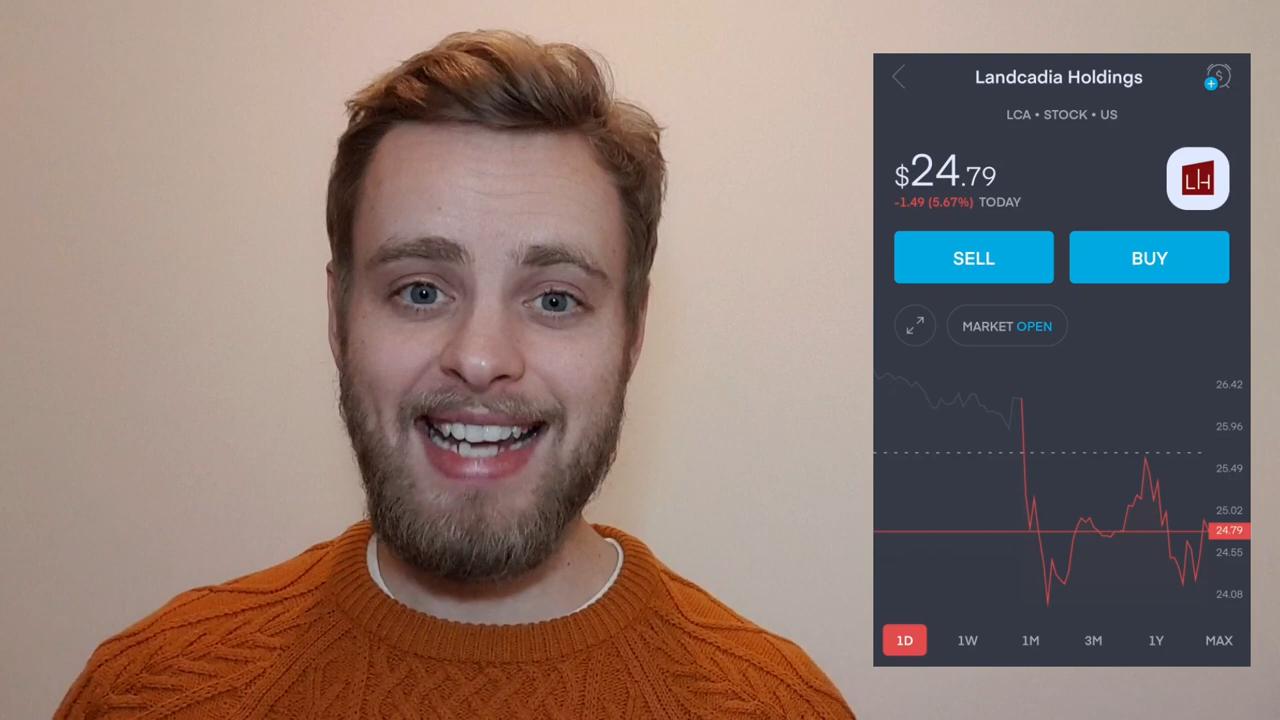 Landcadia Holdings
LCA • STOCK • US
$24.79
-1.49 (5.67%) TODAY
LH
SELL BUY
MARKET OPEN
26.42
25.96
25.49
25.02
24.79
24.55
24.08
1D 1W 1M 3M 1Y MAX